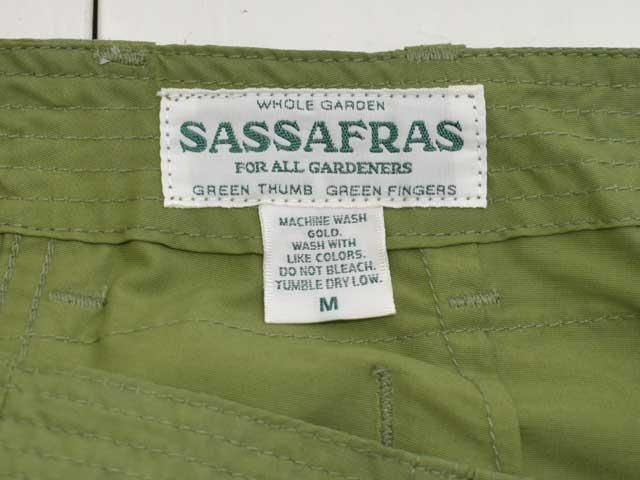 WHOLE GARDEN
SASSAFRAS
FOR ALL GARDENERS
GREEN THUMB GREEN FINGERS
MACHINE WASH
GOLD.
WASH WITH
LIKE COLORS.
DO NOT BLEACH.
TUMBLE DRY LOW.
M